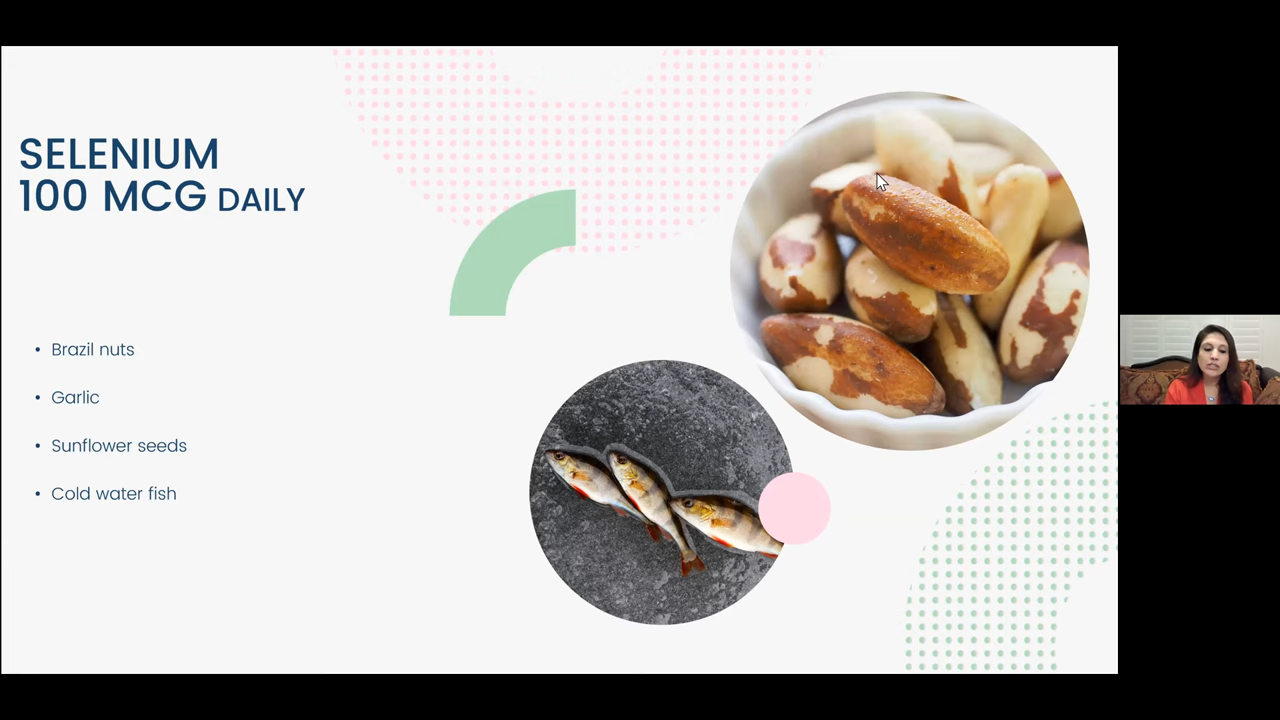 SELENIUM
100 MCG DAILY
• Brazil nuts
• Garlic
• Sunflower seeds
• Cold water fish